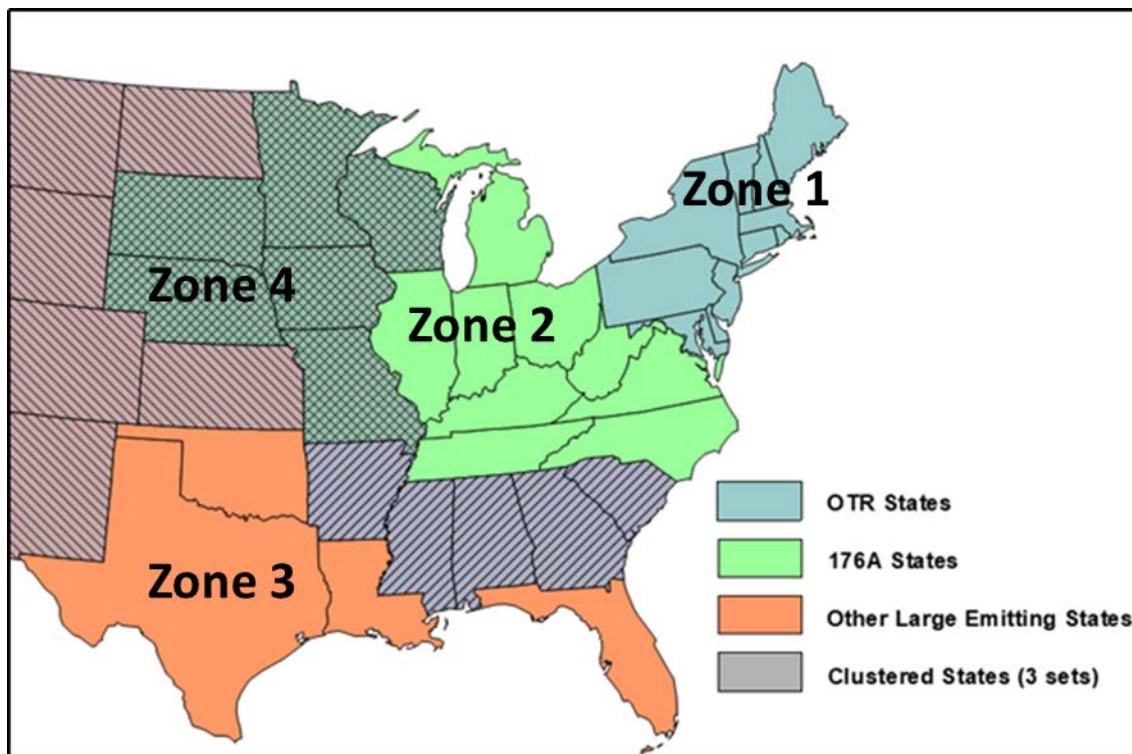 Zone 1
Zone 4
Zone 2
Zone 3
OTR States
176A States
Other Large Emitting States
Clustered States (3 sets)